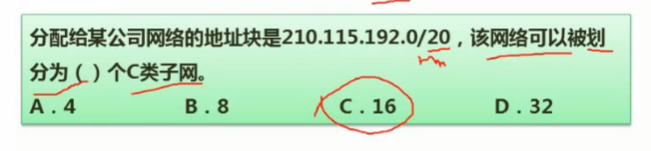 分配给某公司网络的地址块是210.115.192.0/20，该网络可以被划
分为（ ）个C类子网。
A．4 B．8 C．16 D．32